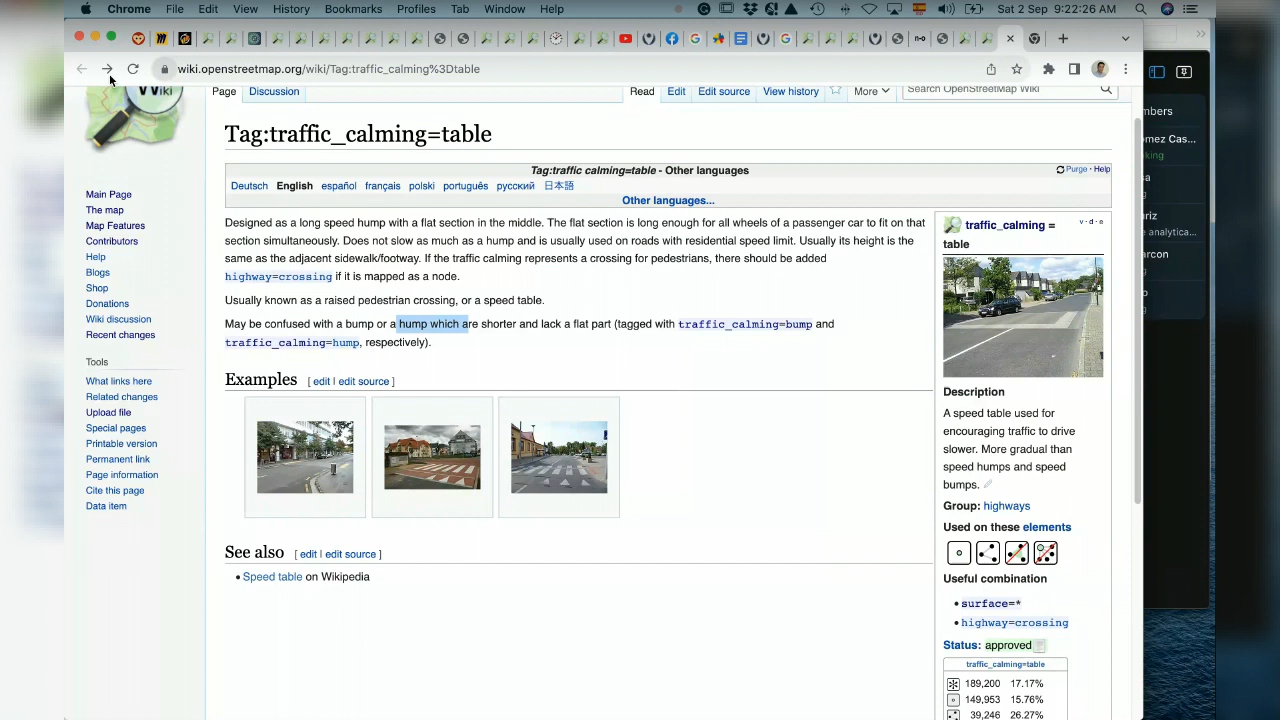 Chrome File Edit View History Bookmarks Profiles Tab Window Help Sat 2 Sep 9:22:26 AM
wiki.openstreetmap.org/wiki/Tag:traffic_calming%3Dtable
Wiki
Page Discussion Read Edit Edit source View history More Search OpenStreetMap Wiki
Tag:traffic_calming=table
Tag:traffic calming=table - Other languages Purge · Help
Deutsch English español français polski português русский 日本語
Other languages...
Designed as a long speed hump with a flat section in the middle. The flat section is long enough for all wheels of a passenger car to fit on that
section simultaneously. Does not slow as much as a hump and is usually used on roads with residential speed limit. Usually its height is the
same as the adjacent sidewalk/footway. If the traffic calming represents a crossing for pedestrians, there should be added
highway=crossing if it is mapped as a node.
Usually known as a raised pedestrian crossing, or a speed table.
May be confused with a bump or a hump which are shorter and lack a flat part (tagged with traffic_calming=bump and
traffic_calming=hump, respectively).
Examples [ edit | edit source ]
See also [ edit | edit source ]
• Speed table on Wikipedia
Main Page
The map
Map Features
Contributors
Help
Blogs
Shop
Donations
Wiki discussion
Recent changes
Tools
What links here
Related changes
Upload file
Special pages
Printable version
Permanent link
Page information
Cite this page
Data item
traffic_calming = v · d · e
table
Description
A speed table used for
encouraging traffic to drive
slower. More gradual than
speed humps and speed
bumps.
Group: highways
Used on these elements
Useful combination
• surface=*
• highway=crossing
Status: approved
traffic_calming=table
189,200 17.17%
149,953 15.76%
39,246 26.27%
mbers
mez Cas...
king
sa
riz
e analytica...
arcon